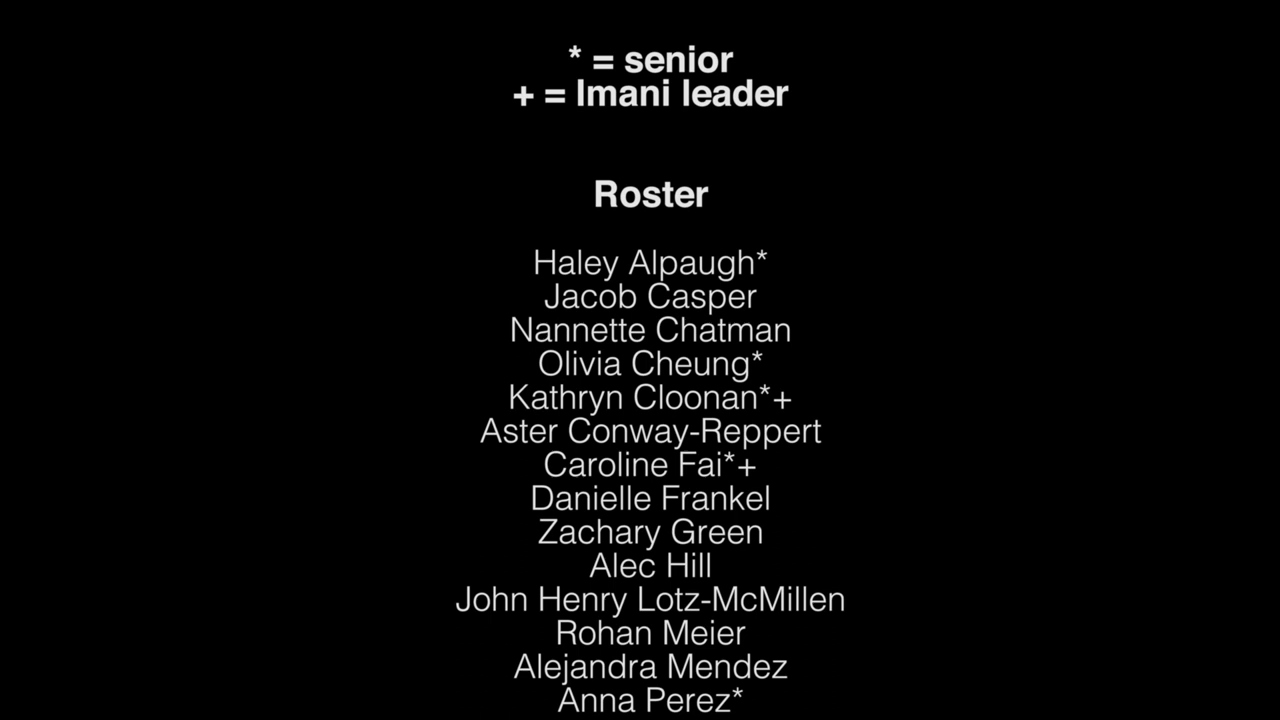 * = senior
+ = Imani leader
Roster
Haley Alpaugh*
Jacob Casper
Nannette Chatman
Olivia Cheung*
Kathryn Cloonan*+
Aster Conway-Reppert
Caroline Fai*+
Danielle Frankel
Zachary Green
Alec Hill
John Henry Lotz-McMillen
Rohan Meier
Alejandra Mendez
Anna Perez*